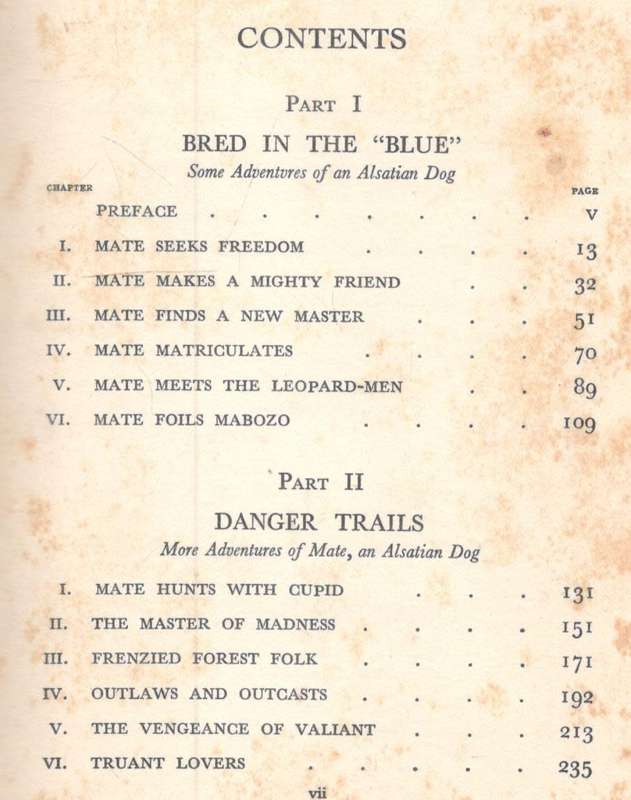 CONTENTS
PART I
BRED IN THE "BLUE"
Some Adventvres of an Alsatian Dog
CHAPTER PAGE
PREFACE . . . . . . . V
I. MATE SEEKS FREEDOM . . . . 13
II. MATE MAKES A MIGHTY FRIEND . . 32
III. MATE FINDS A NEW MASTER . . . 51
IV. MATE MATRICULATES . . . . 70
V. MATE MEETS THE LEOPARD-MEN . . 89
VI. MATE FOILS MABOZO . . . . 109
PART II
DANGER TRAILS
More Adventures of Mate, an Alsatian Dog
I. MATE HUNTS WITH CUPID . . . 131
II. THE MASTER OF MADNESS . . . . 151
III. FRENZIED FOREST FOLK . . . . 171
IV. OUTLAWS AND OUTCASTS . . . . 192
V. THE VENGEANCE OF VALIANT . . . 213
VI. TRUANT LOVERS . . . . . 235
vii